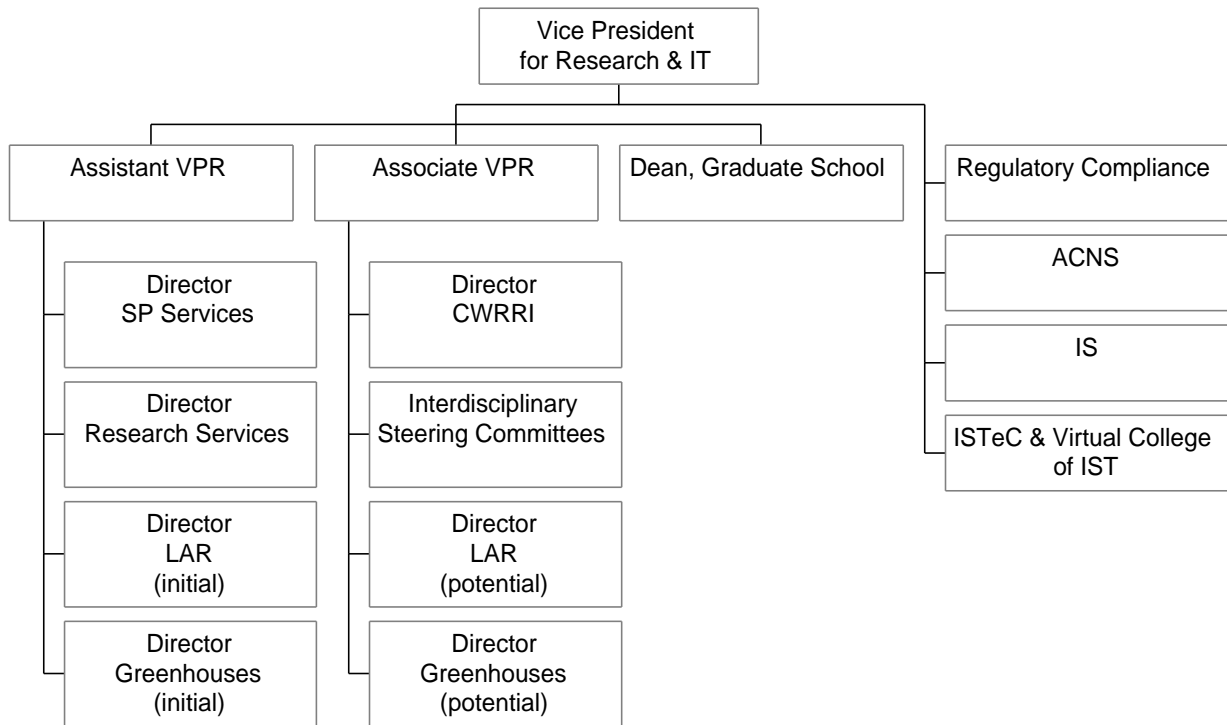 Vice President
for Research & IT
Assistant VPR
Associate VPR
Dean, Graduate School
Regulatory Compliance
Director
SP Services
Director
CWRRI
ACNS
Director
Research Services
Interdisciplinary
Steering Committees
IS
Director
LAR
(initial)
Director
LAR
(potential)
ISTeC & Virtual College
of IST
Director
Greenhouses
(initial)
Director
Greenhouses
(potential)